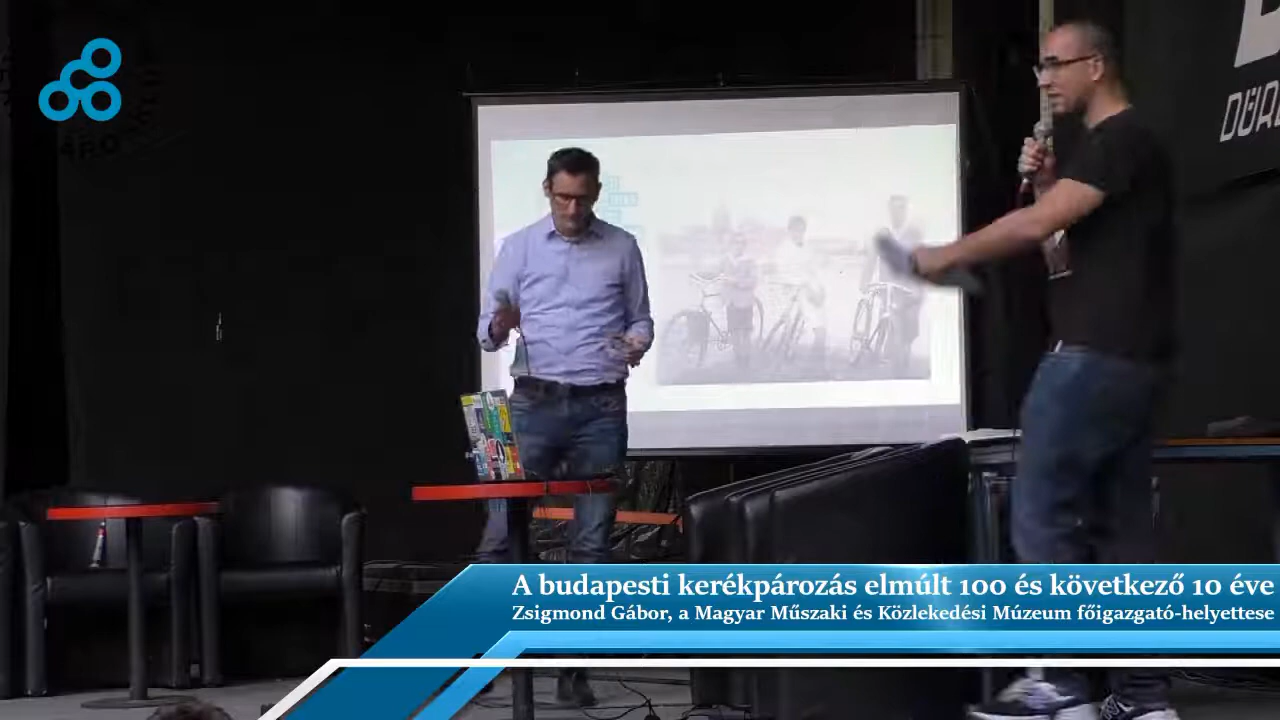 A budapesti kerékpározás elmúlt 100 és következő 10 éve
Zsigmond Gábor, a Magyar Műszaki és Közlekedési Múzeum főigazgató-helyettese